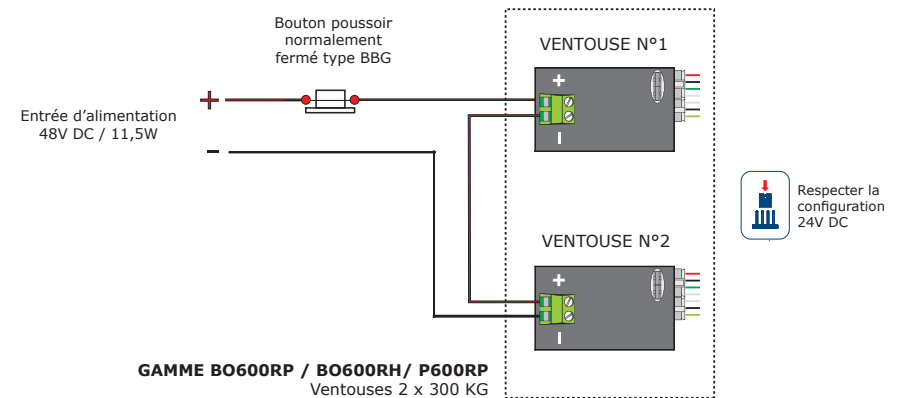 Bouton poussoir
normalement
fermé type BBG
VENTOUSE N°1
+
+
Entrée d’alimentation
48V DC / 11,5W
–
–
Respecter la
configuration
24V DC
VENTOUSE N°2
+
–
GAMME BO600RP / BO600RH/ P600RP
Ventouses 2 x 300 KG